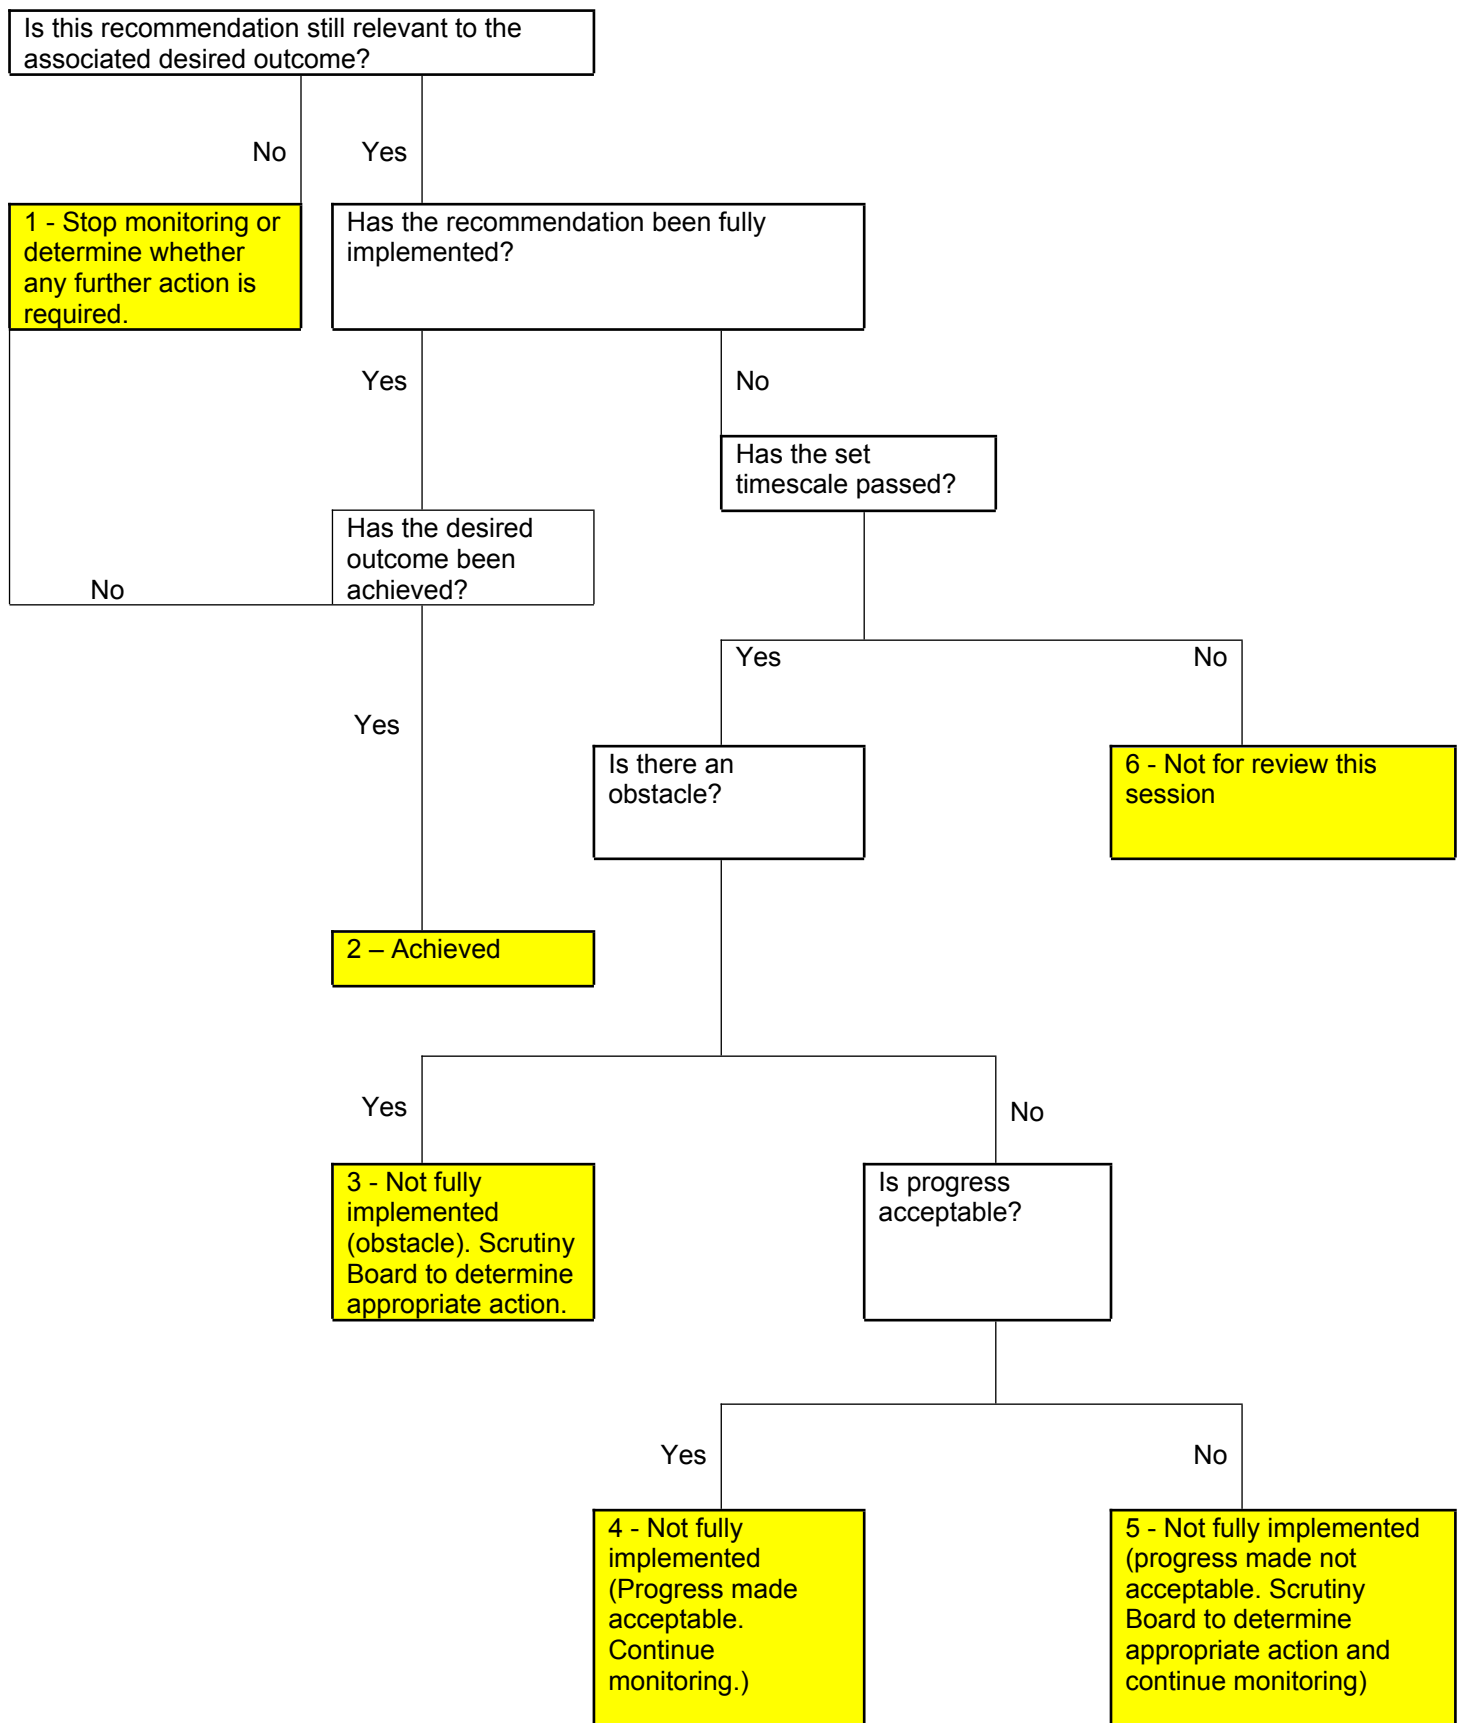 Is this recommendation still relevant to the
associated desired outcome?
No
Yes
1 - Stop monitoring or
determine whether
any further action is
required.
Has the recommendation been fully
implemented?
Yes
No
Has the set
timescale passed?
Has the desired
outcome been
achieved?
No
Yes
No
Yes
Is there an
obstacle?
6 - Not for review this
session
2 – Achieved
Yes
No
3 - Not fully
implemented
(obstacle). Scrutiny
Board to determine
appropriate action.
Is progress
acceptable?
Yes
No
4 - Not fully
implemented
(Progress made
acceptable.
Continue
monitoring.)
5 - Not fully implemented
(progress made not
acceptable. Scrutiny
Board to determine
appropriate action and
continue monitoring)